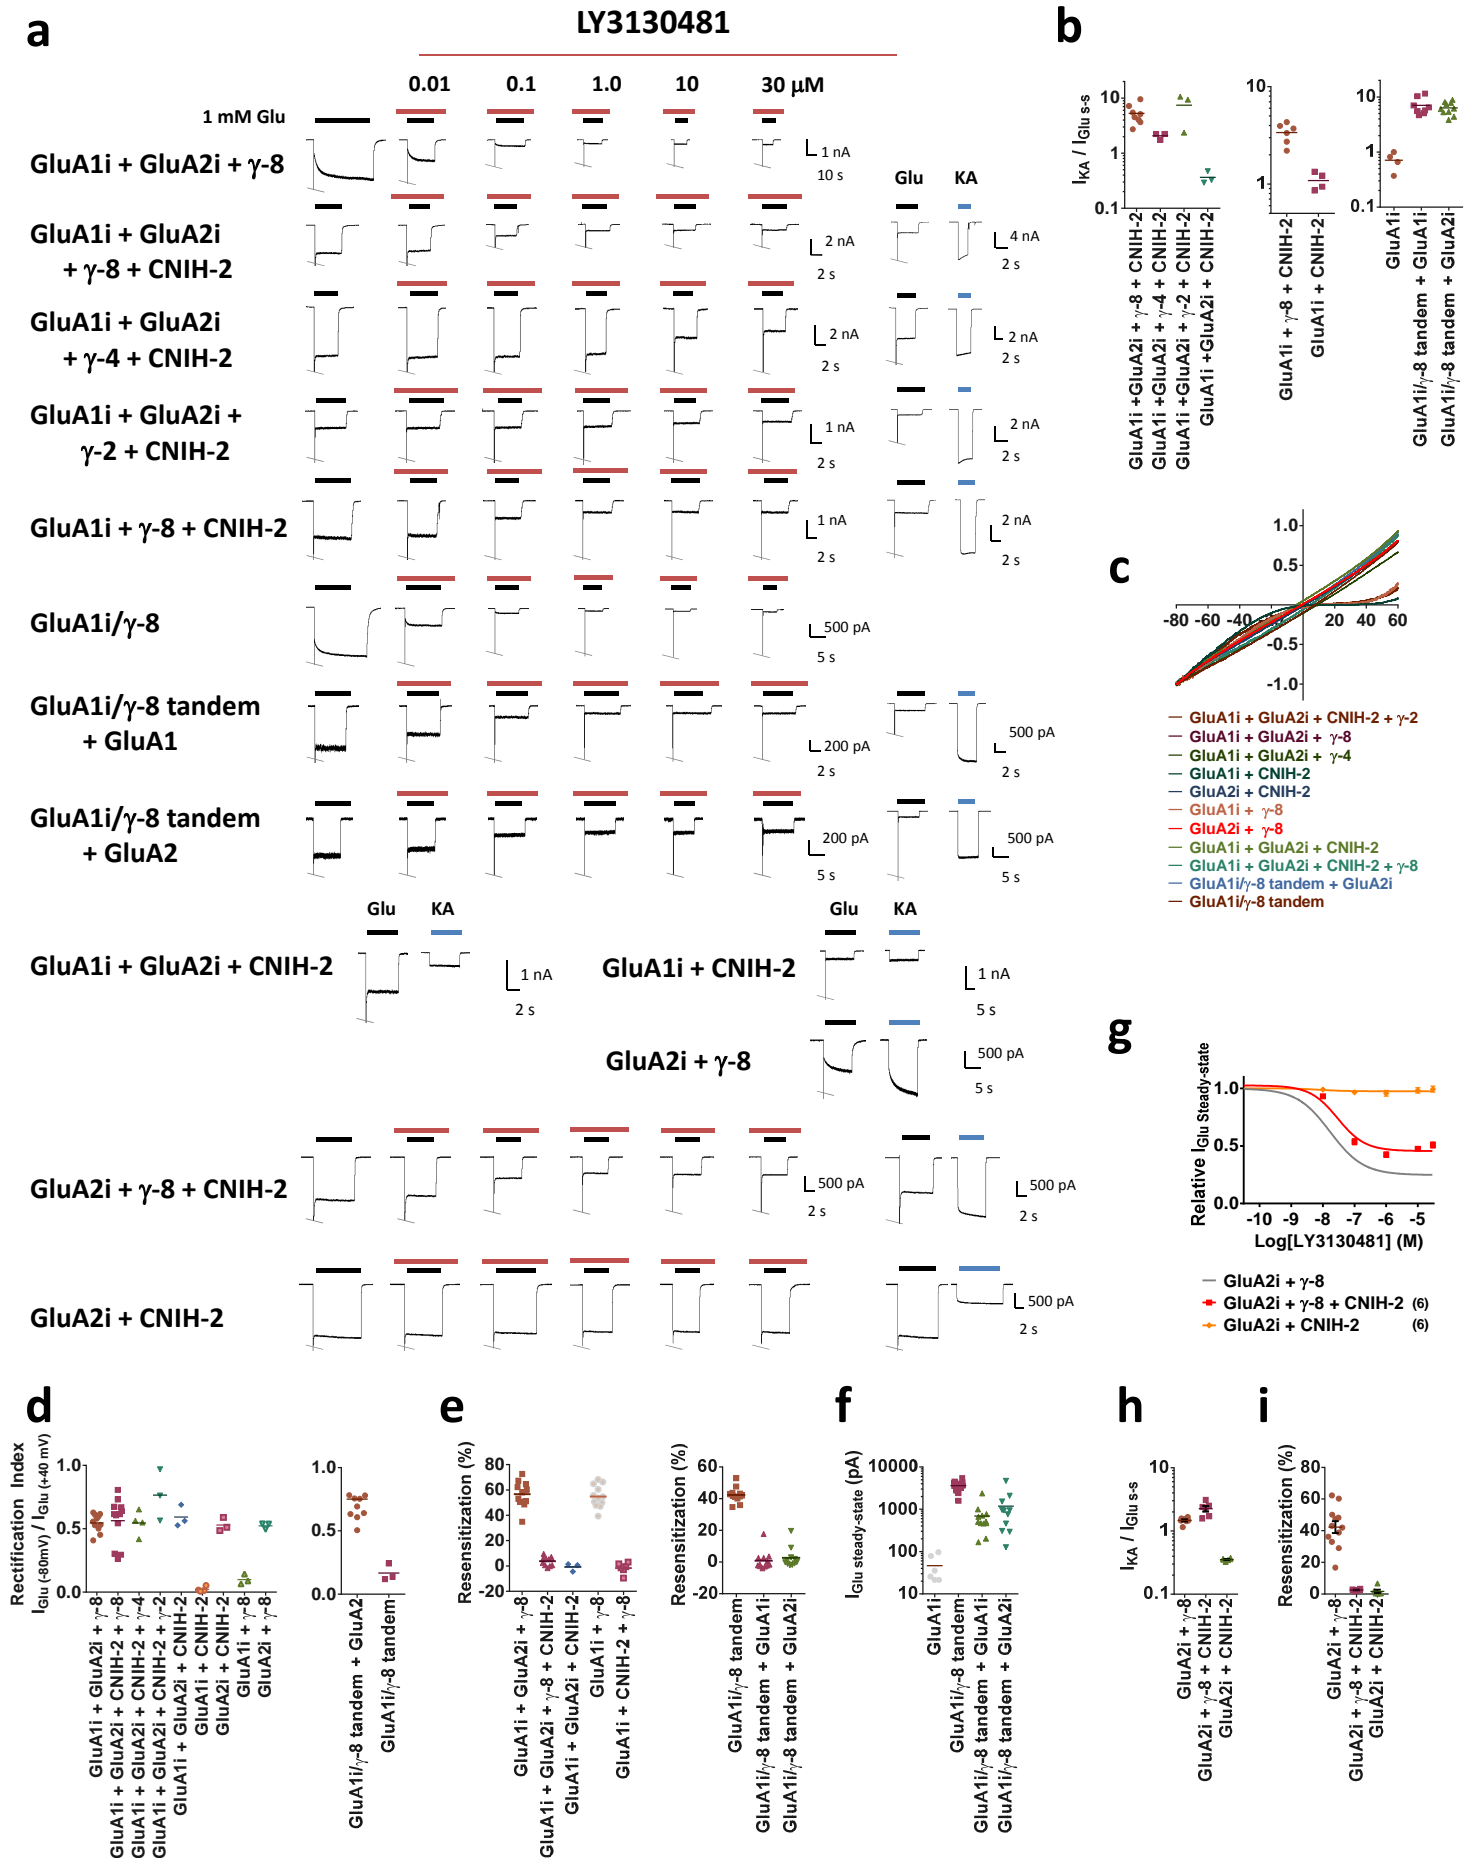 a
LY3130481
0.01 0.1 1.0 10 30 μM
1 mM Glu
GluA1i + GluA2i + γ-8
1 nA
10 s
Glu KA
GluA1i + GluA2i
+ γ-8 + CNIH-2
2 nA
2 s
4 nA
2 s
GluA1i + GluA2i
+ γ-4 + CNIH-2
2 nA
2 s
2 nA
2 s
GluA1i + GluA2i +
γ-2 + CNIH-2
1 nA
2 s
2 nA
2 s
GluA1i + γ-8 + CNIH-2
1 nA
2 s
2 nA
2 s
GluA1i/γ-8
500 pA
5 s
GluA1i/γ-8 tandem
+ GluA1
200 pA
2 s
500 pA
2 s
GluA1i/γ-8 tandem
+ GluA2
200 pA
5 s
500 pA
5 s
Glu KA
GluA1i + GluA2i + CNIH-2
1 nA
2 s
Glu KA
GluA1i + CNIH-2
1 nA
5 s
GluA2i + γ-8
500 pA
5 s
GluA2i + γ-8 + CNIH-2
500 pA
2 s
500 pA
2 s
GluA2i + CNIH-2
500 pA
2 s
b
IKA / IGlu s-s
10
1
0.1
GluA1i +GluA2i + γ-8 + CNIH-2
GluA1i +GluA2i + γ-4 + CNIH-2
GluA1i +GluA2i + γ-2 + CNIH-2
GluA1i +GluA2i + CNIH-2
10
1
GluA1i + γ-8 + CNIH-2
GluA1i + CNIH-2
10
1
0.1
GluA1i
GluA1i/γ-8 tandem + GluA1i
GluA1i/γ-8 tandem + GluA2i
c
1.0
0.5
-80 -60 -40 -20 20 40 60
-0.5
-1.0
GluA1i + GluA2i + CNIH-2 + γ-2
GluA1i + GluA2i + γ-8
GluA1i + GluA2i + γ-4
GluA1i + CNIH-2
GluA2i + CNIH-2
GluA1i + γ-8
GluA2i + γ-8
GluA1i + GluA2i + CNIH-2
GluA1i + GluA2i + CNIH-2 + γ-8
GluA1i/γ-8 tandem + GluA2i
GluA1i/γ-8 tandem
g
Relative IGlu Steady-state
1.0
0.5
0.0
-10 -9 -8 -7 -6 -5
Log[LY3130481] (M)
GluA2i + γ-8
GluA2i + γ-8 + CNIH-2 (6)
GluA2i + CNIH-2 (6)
d
Rectification Index
IGlu (-80mV) / IGlu (+40 mV)
1.0
0.5
0.0
GluA1i + GluA2i + γ-8
GluA1i + GluA2i + CNIH-2 + γ-8
GluA1i + GluA2i + CNIH-2 + γ-4
GluA1i + GluA2i + CNIH-2 + γ-2
GluA1i + GluA2i + CNIH-2
GluA1i + CNIH-2
GluA2i + CNIH-2
GluA1i + γ-8
GluA2i + γ-8
1.0
0.5
0.0
GluA1i/γ-8 tandem + GluA2
GluA1i/γ-8 tandem
e
Resensitization (%)
80
60
40
20
0
-20
GluA1i + GluA2i + γ-8
GluA1i + GluA2i + γ-8 + CNIH-2
GluA1i + GluA2i + CNIH-2
GluA1i + γ-8
GluA1i + CNIH-2 + γ-8
Resensitization (%)
60
40
20
0
-20
GluA1i/γ-8 tandem
GluA1i/γ-8 tandem + GluA1i
GluA1i/γ-8 tandem + GluA2i
f
IGlu steady-state (pA)
10000
1000
100
10
GluA1i
GluA1i/γ-8 tandem
GluA1i/γ-8 tandem + GluA1i
GluA1i/γ-8 tandem + GluA2i
h
IKA / IGlu s-s
10
1
0.1
GluA2i + γ-8
GluA2i + γ-8 + CNIH-2
GluA2i + CNIH-2
i
Resensitization (%)
80
60
40
20
0
GluA2i + γ-8
GluA2i + γ-8 + CNIH-2
GluA2i + CNIH-2